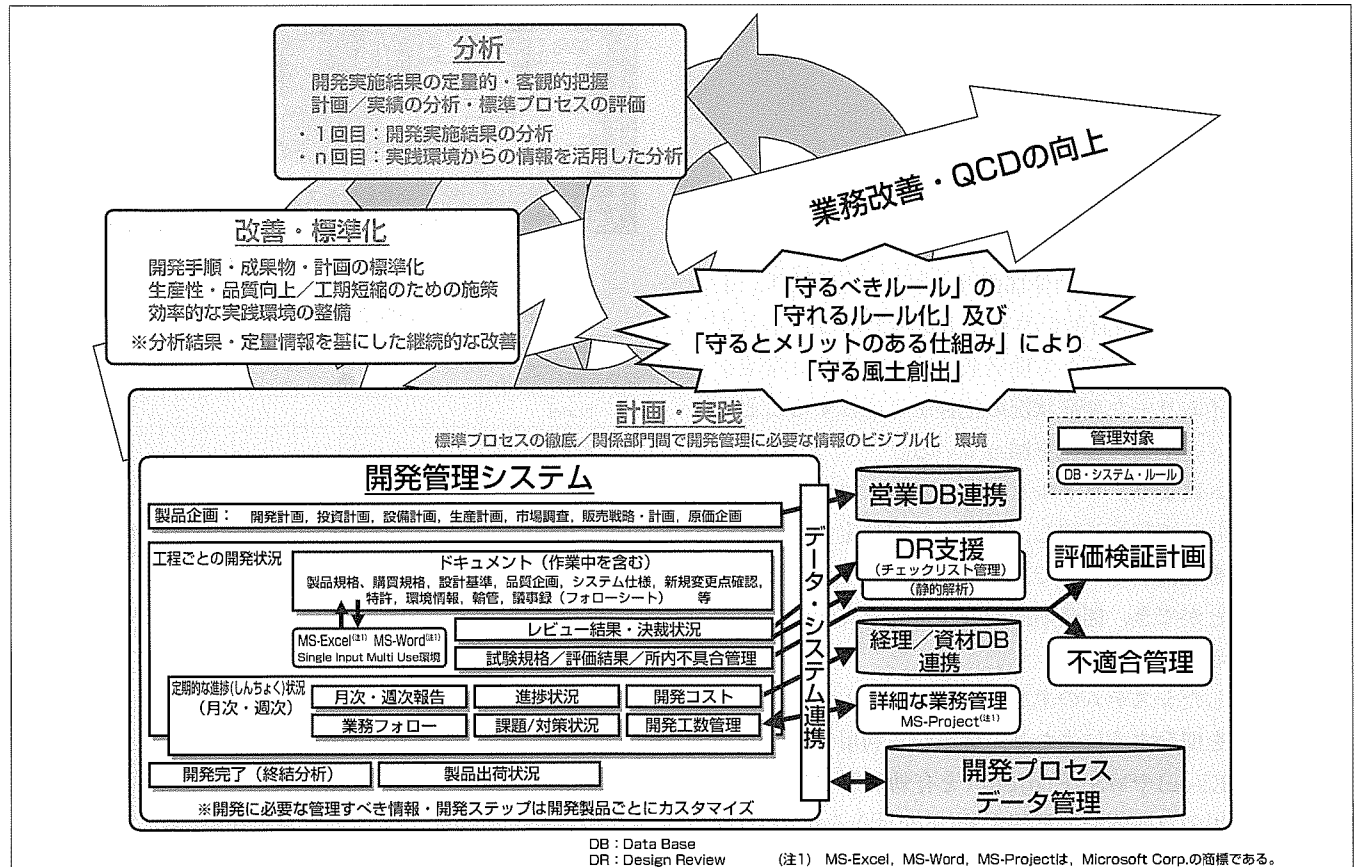 分析
開発実施結果の定量的・客観的把握
計画／実績の分析・標準プロセスの評価
・1回目：開発実施結果の分析
・n回目：実践環境からの情報を活用した分析
業務改善・QCDの向上
改善・標準化
開発手順・成果物・計画の標準化
生産性・品質向上／工期短縮のための施策
効率的な実践環境の整備
※分析結果・定量情報を基にした継続的な改善
「守るべきルール」の
「守れるルール化」及び
「守るとメリットのある仕組み」により
「守る風土創出」
計画・実践
標準プロセスの徹底／関係部門間で開発管理に必要な情報のビジブル化　環境
管理対象
DB・システム・ルール
開発管理システム
製品企画： 開発計画，投資計画，設備計画，生産計画，市場調査，販売戦略・計画，原価企画
工程ごとの開発状況
ドキュメント（作業中を含む）
製品規格，購買規格，設計基準，品質企画，システム仕様，新規変更点確認，
特許，環境情報，輸管，議事録（フォローシート）　等
MS-Excel(注1) MS-Word(注1)
Single Input Multi Use環境
レビュー結果・決裁状況
試験規格／評価結果／所内不具合管理
定期的な進捗(しんちょく)状況
（月次・週次）
月次・週次報告
進捗状況
開発コスト
業務フォロー
課題/対策状況
開発工数管理
開発完了（終結分析）
製品出荷状況
※開発に必要な管理すべき情報・開発ステップは開発製品ごとにカスタマイズ
データ・システム連携
営業DB連携
DR支援
（チェックリスト管理）
（静的解析）
評価検証計画
経理／資材DB
連携
不適合管理
詳細な業務管理
MS-Project(注1)
開発プロセス
データ管理
DB：Data Base
DR：Design Review
(注1)　MS-Excel，MS-Word，MS-Projectは，Microsoft Corp.の商標である。